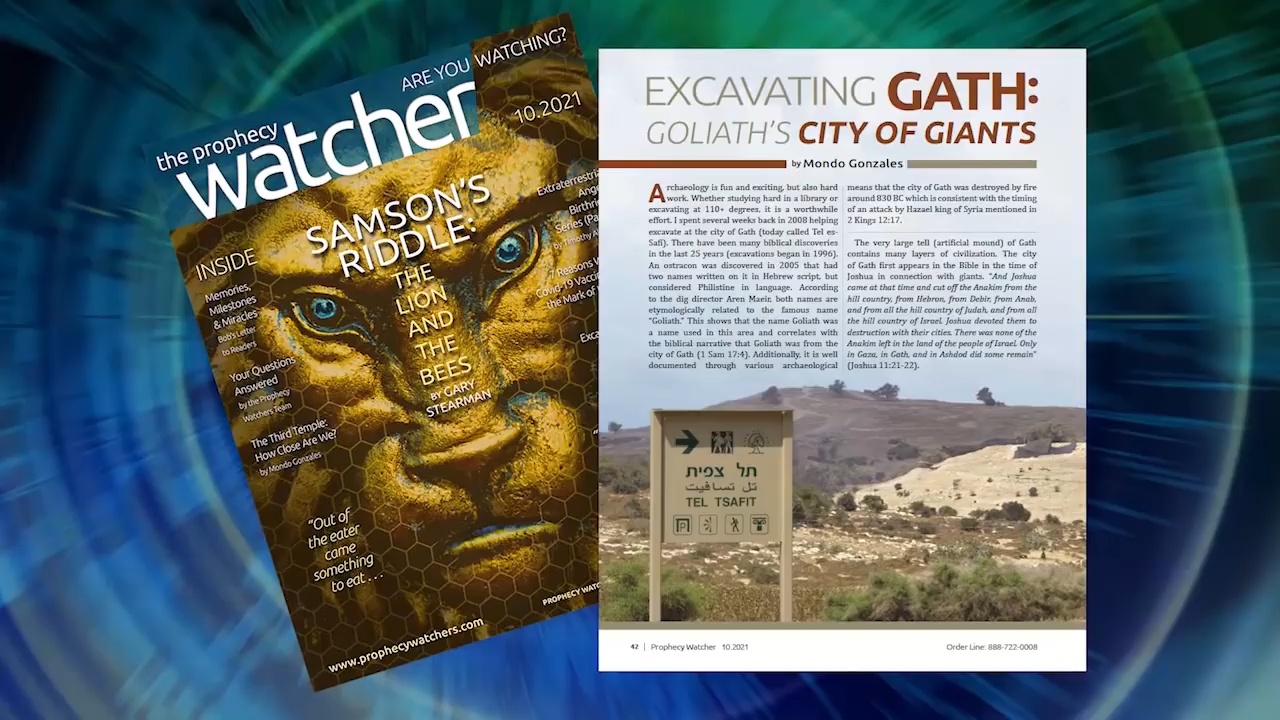 ARE YOU WATCHING?
the prophecy
watcher
10.2021
SAMSON'S
RIDDLE:
THE
LION
AND
THE
BEES
BY GARY
STEARMAN
INSIDE
Memories,
Milestones
& Miracles
Bob's Letter
to Readers
Your Questions
Answered
by the Prophecy
Watchers Team
The Third Temple:
How Close Are We?
by Mondo Gonzales
"Out of
the eater
came
something
to eat . . .
www.prophecywatchers.com
Series (Pa
by Timothy A
7 Reasons W
Covid-19 Vacci
the Mark of
Exca
PROPHECY WATC
EXCAVATING GATH:
GOLIATH'S CITY OF GIANTS
by Mondo Gonzales
Archaeology is fun and exciting, but also hard
work. Whether studying hard in a library or
excavating at 110+ degrees, it is a worthwhile
effort. I spent several weeks back in 2008 helping
excavate at the city of Gath (today called Tel es-
Safi). There have been many biblical discoveries
in the last 25 years (excavations began in 1996).
An ostracon was discovered in 2005 that had
two names written on it in Hebrew script, but
considered Philistine in language. According
to the dig director Aren Maeir, both names are
etymologically related to the famous name
"Goliath." This shows that the name Goliath was
a name used in this area and correlates with
the biblical narrative that Goliath was from the
city of Gath (1 Sam 17:4). Additionally, it is well
documented through various archaeological
means that the city of Gath was destroyed by fire
around 830 BC which is consistent with the timing
of an attack by Hazael king of Syria mentioned in
2 Kings 12:17.
The very large tell (artificial mound) of Gath
contains many layers of civilization. The city
of Gath first appears in the Bible in the time of
Joshua in connection with giants. "And Joshua
came at that time and cut off the Anakim from the
hill country, from Hebron, from Debir, from Anab,
and from all the hill country of Judah, and from all
the hill country of Israel. Joshua devoted them to
destruction with their cities. There was none of the
Anakim left in the land of the people of Israel. Only
in Gaza, in Gath, and in Ashdod did some remain"
(Joshua 11:21-22).
תל צפית
تل تسافيت
TEL TSAFIT
42 | Prophecy Watcher 10.2021
Order Line: 888-722-0008